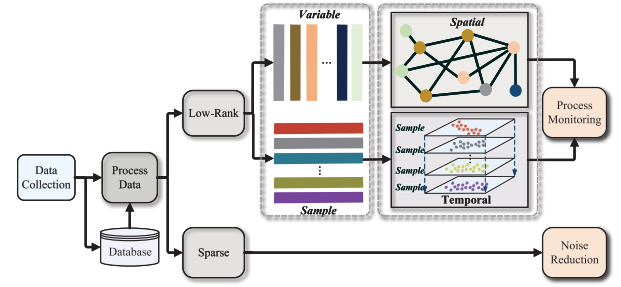 Variable
Spatial
Data
Collection
Process
Data
Database
Low-Rank
Sparse
...
...
Sample
Sample
Sample
Sample
Sample
...
Temporal
Process
Monitoring
Noise
Reduction